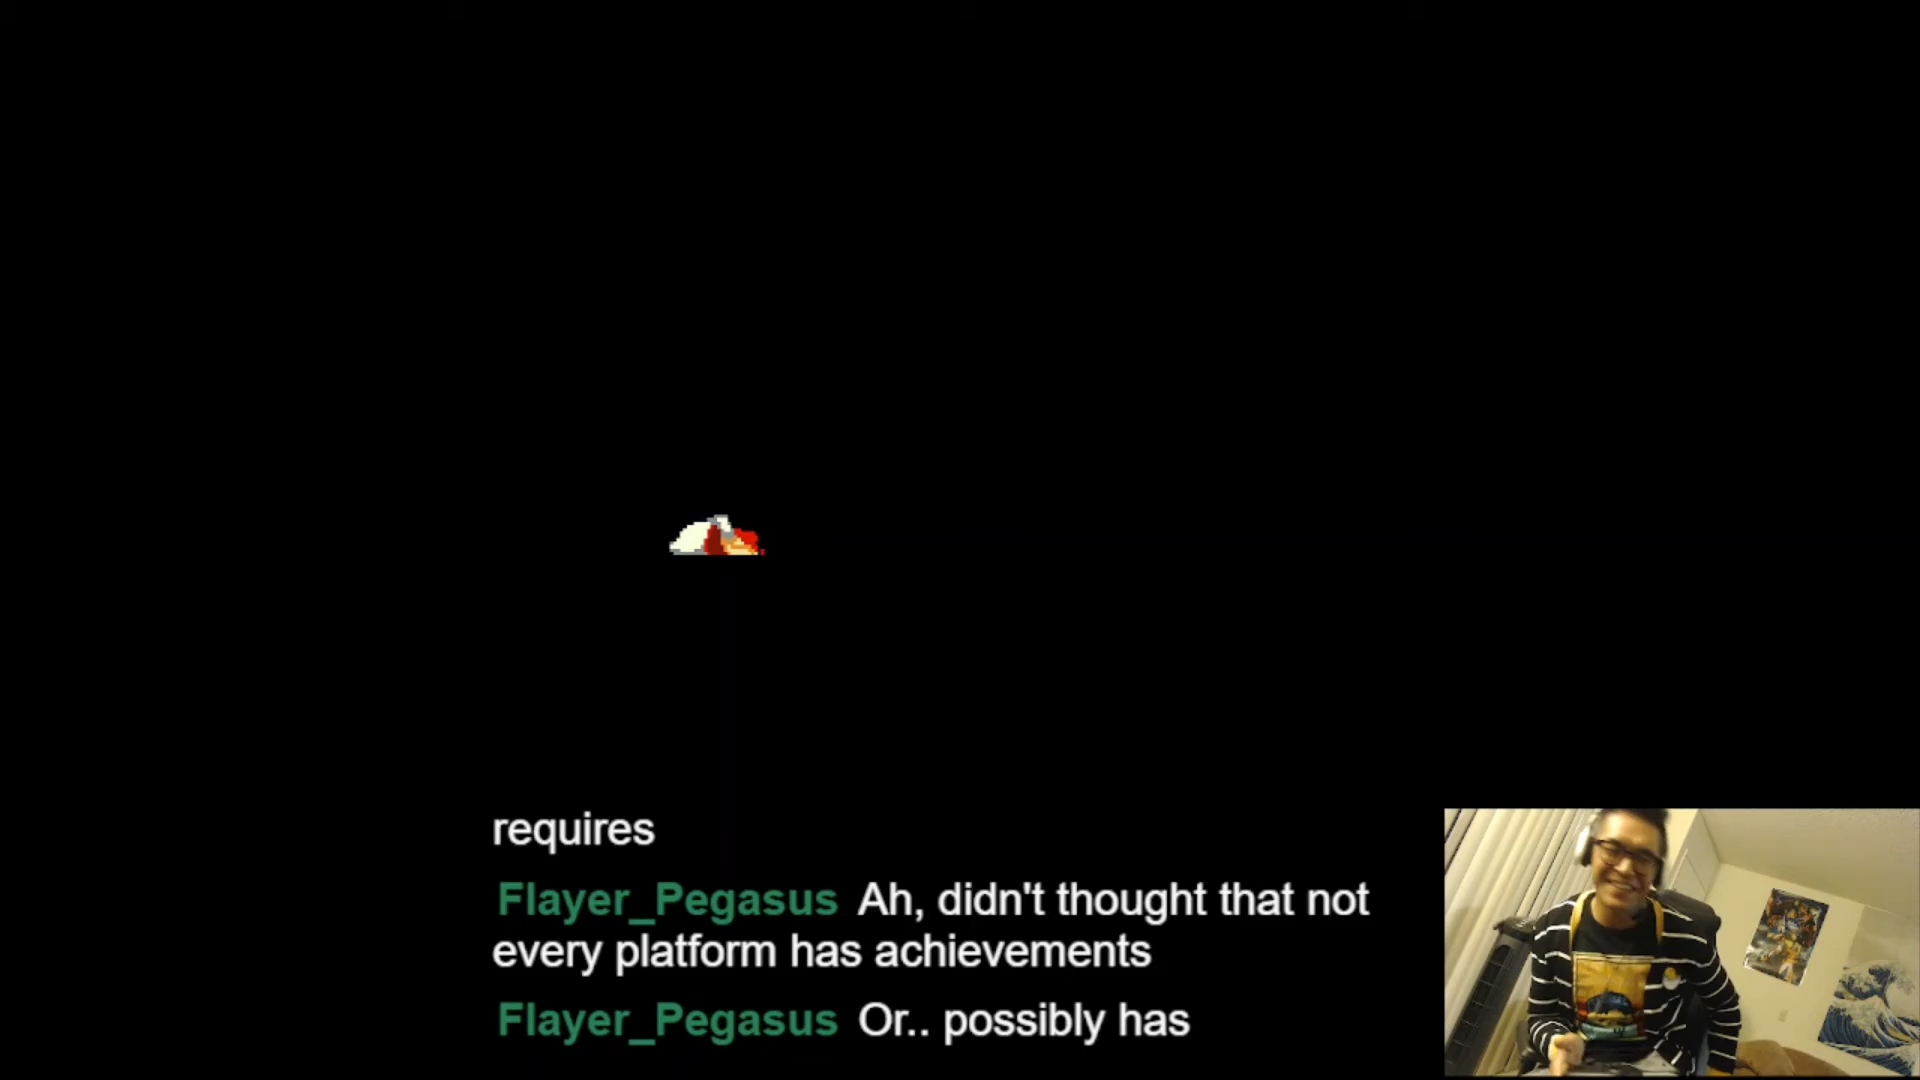 requires
Flayer_Pegasus Ah, didn't thought that not
every platform has achievements
Flayer_Pegasus Or.. possibly has